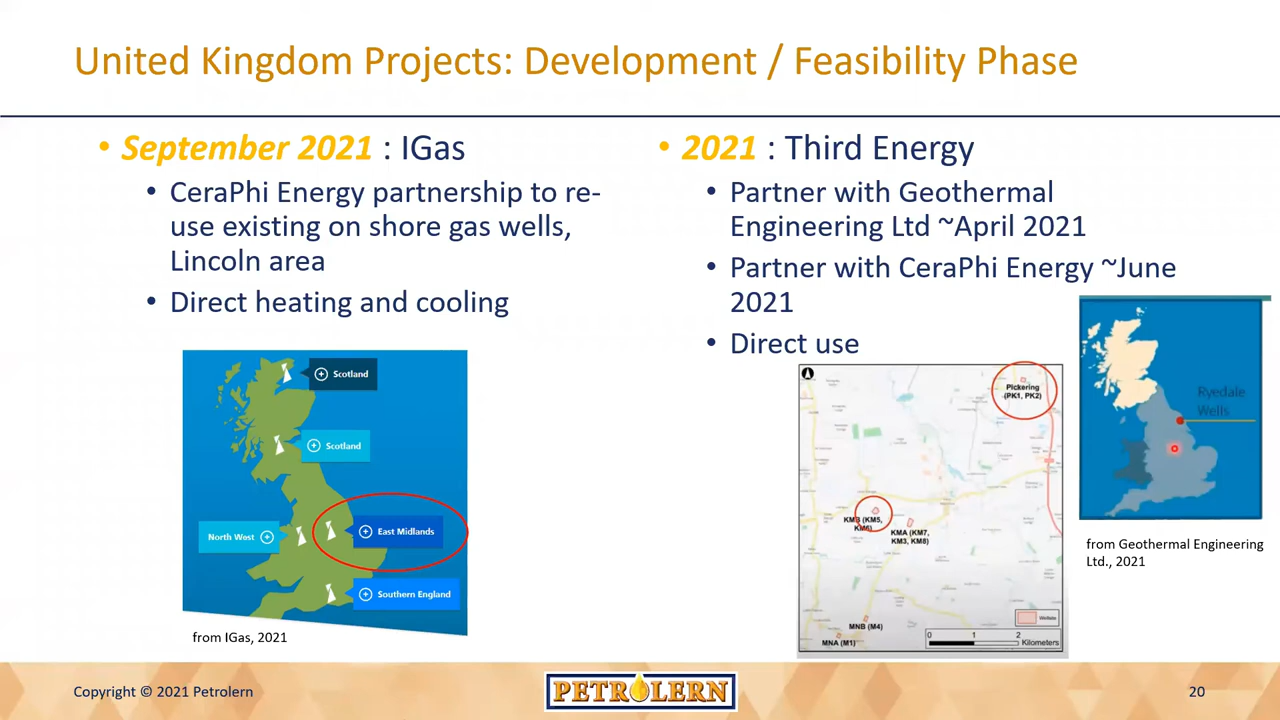 United Kingdom Projects: Development / Feasibility Phase
• September 2021 : IGas
• CeraPhi Energy partnership to re-
use existing on shore gas wells,
Lincoln area
• Direct heating and cooling
Scotland
Scotland
North West
East Midlands
Southern England
from IGas, 2021
• 2021 : Third Energy
• Partner with Geothermal
Engineering Ltd ~April 2021
• Partner with CeraPhi Energy ~June
2021
• Direct use
Pickering
(PK1, PK2)
KMB (KM5,
KM6)
KMA (KM7,
KM3, KM8)
MNB (M4)
MNA (M1)
Wellsite
0 1 2
Kilometers
Ryedale
Wells
from Geothermal Engineering
Ltd., 2021
Copyright © 2021 Petrolern
PETROLERN
20